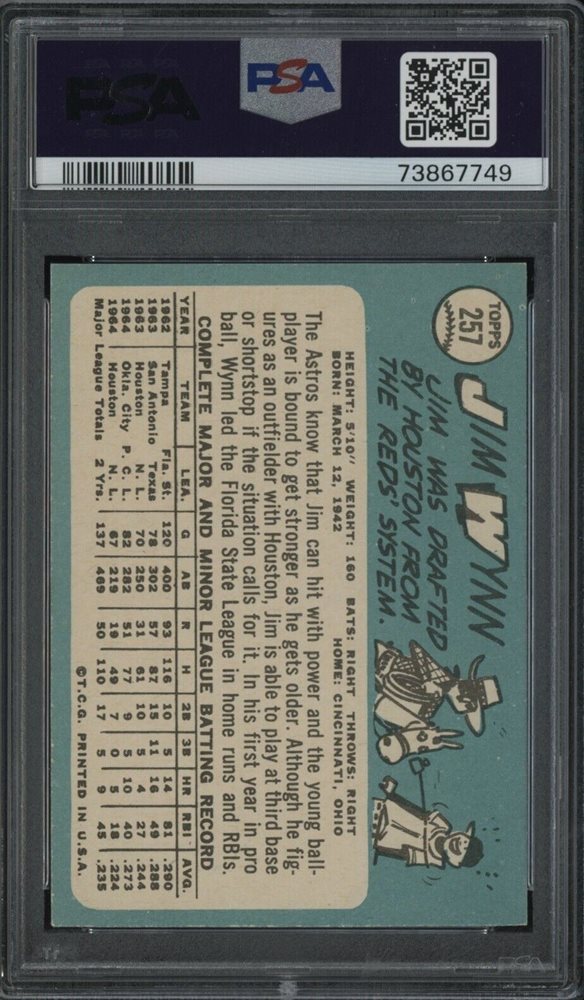 PSA
PSA
73867749
TOPPS
257
JIM WYNN
JIM WAS DRAFTED
BY HOUSTON FROM
THE REDS' SYSTEM.
HEIGHT: 5'10" WEIGHT: 160 BATS: RIGHT THROWS: RIGHT
BORN: MARCH 12, 1942 HOME: CINCINNATI, OHIO
The Astros know that Jim can hit with power and the young ball-
player is bound to get stronger as he gets older. Although he fig-
ures as an outfielder with Houston, Jim is able to play at third base
or shortstop if the situation calls for it. In his first year in pro
ball, Wynn led the Florida State League in home runs and RBIs.
COMPLETE MAJOR AND MINOR LEAGUE BATTING RECORD
YEAR TEAM LEA. G AB R H 2B 3B HR RBI AVG.
1962 Tampa Fla. St. 120 400 93 116 10 5 14 81 .290
1963 San Antonio Texas 78 302 57 87 15 11 16 49 .288
1963 Houston N. L. 70 250 31 61 10 5 4 27 .244
1964 Okla. City P. C. L. 82 282 51 77 9 5 10 40 .273
1964 Houston N. L. 67 219 19 49 7 0 5 18 .224
Major League Totals 2 Yrs. 137 469 50 110 17 5 9 45 .235
©T.C.G. PRINTED IN U.S.A.
TF
PSA